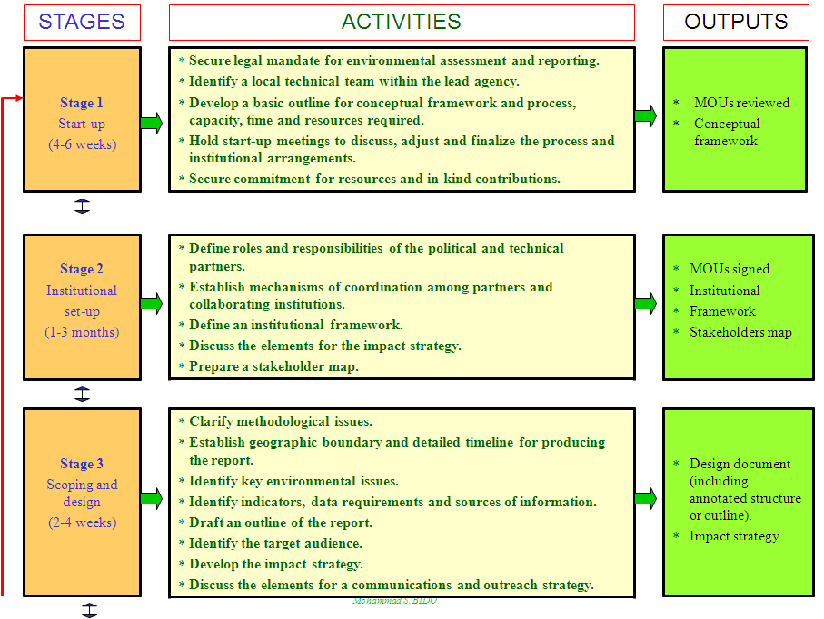 STAGES
ACTIVITIES
OUTPUTS
Stage 1
Start-up
(4-6 weeks)
* Secure legal mandate for environmental assessment and reporting.
* Identify a local technical team within the lead agency.
* Develop a basic outline for conceptual framework and process,
capacity, time and resources required.
* Hold start-up meetings to discuss, adjust and finalize the process and
institutional arrangements.
* Secure commitment for resources and in kind contributions.
* MOUs reviewed
* Conceptual
framework
Stage 2
Institutional
set-up
(1-3 months)
* Define roles and responsibilities of the political and technical
partners.
* Establish mechanisms of coordination among partners and
collaborating institutions.
* Define an institutional framework.
* Discuss the elements for the impact strategy.
* Prepare a stakeholder map.
* MOUs signed
* Institutional
* Framework
* Stakeholders map
Stage 3
Scoping and
design
(2-4 weeks)
* Clarify methodological issues.
* Establish geographic boundary and detailed timeline for producing
the report.
* Identify key environmental issues.
* Identify indicators, data requirements and sources of information.
* Draft an outline of the report.
* Identify the target audience.
* Develop the impact strategy.
* Discuss the elements for a communications and outreach strategy.
* Design document
(including
annotated structure
or outline).
* Impact strategy
Mohammad S. BIDO